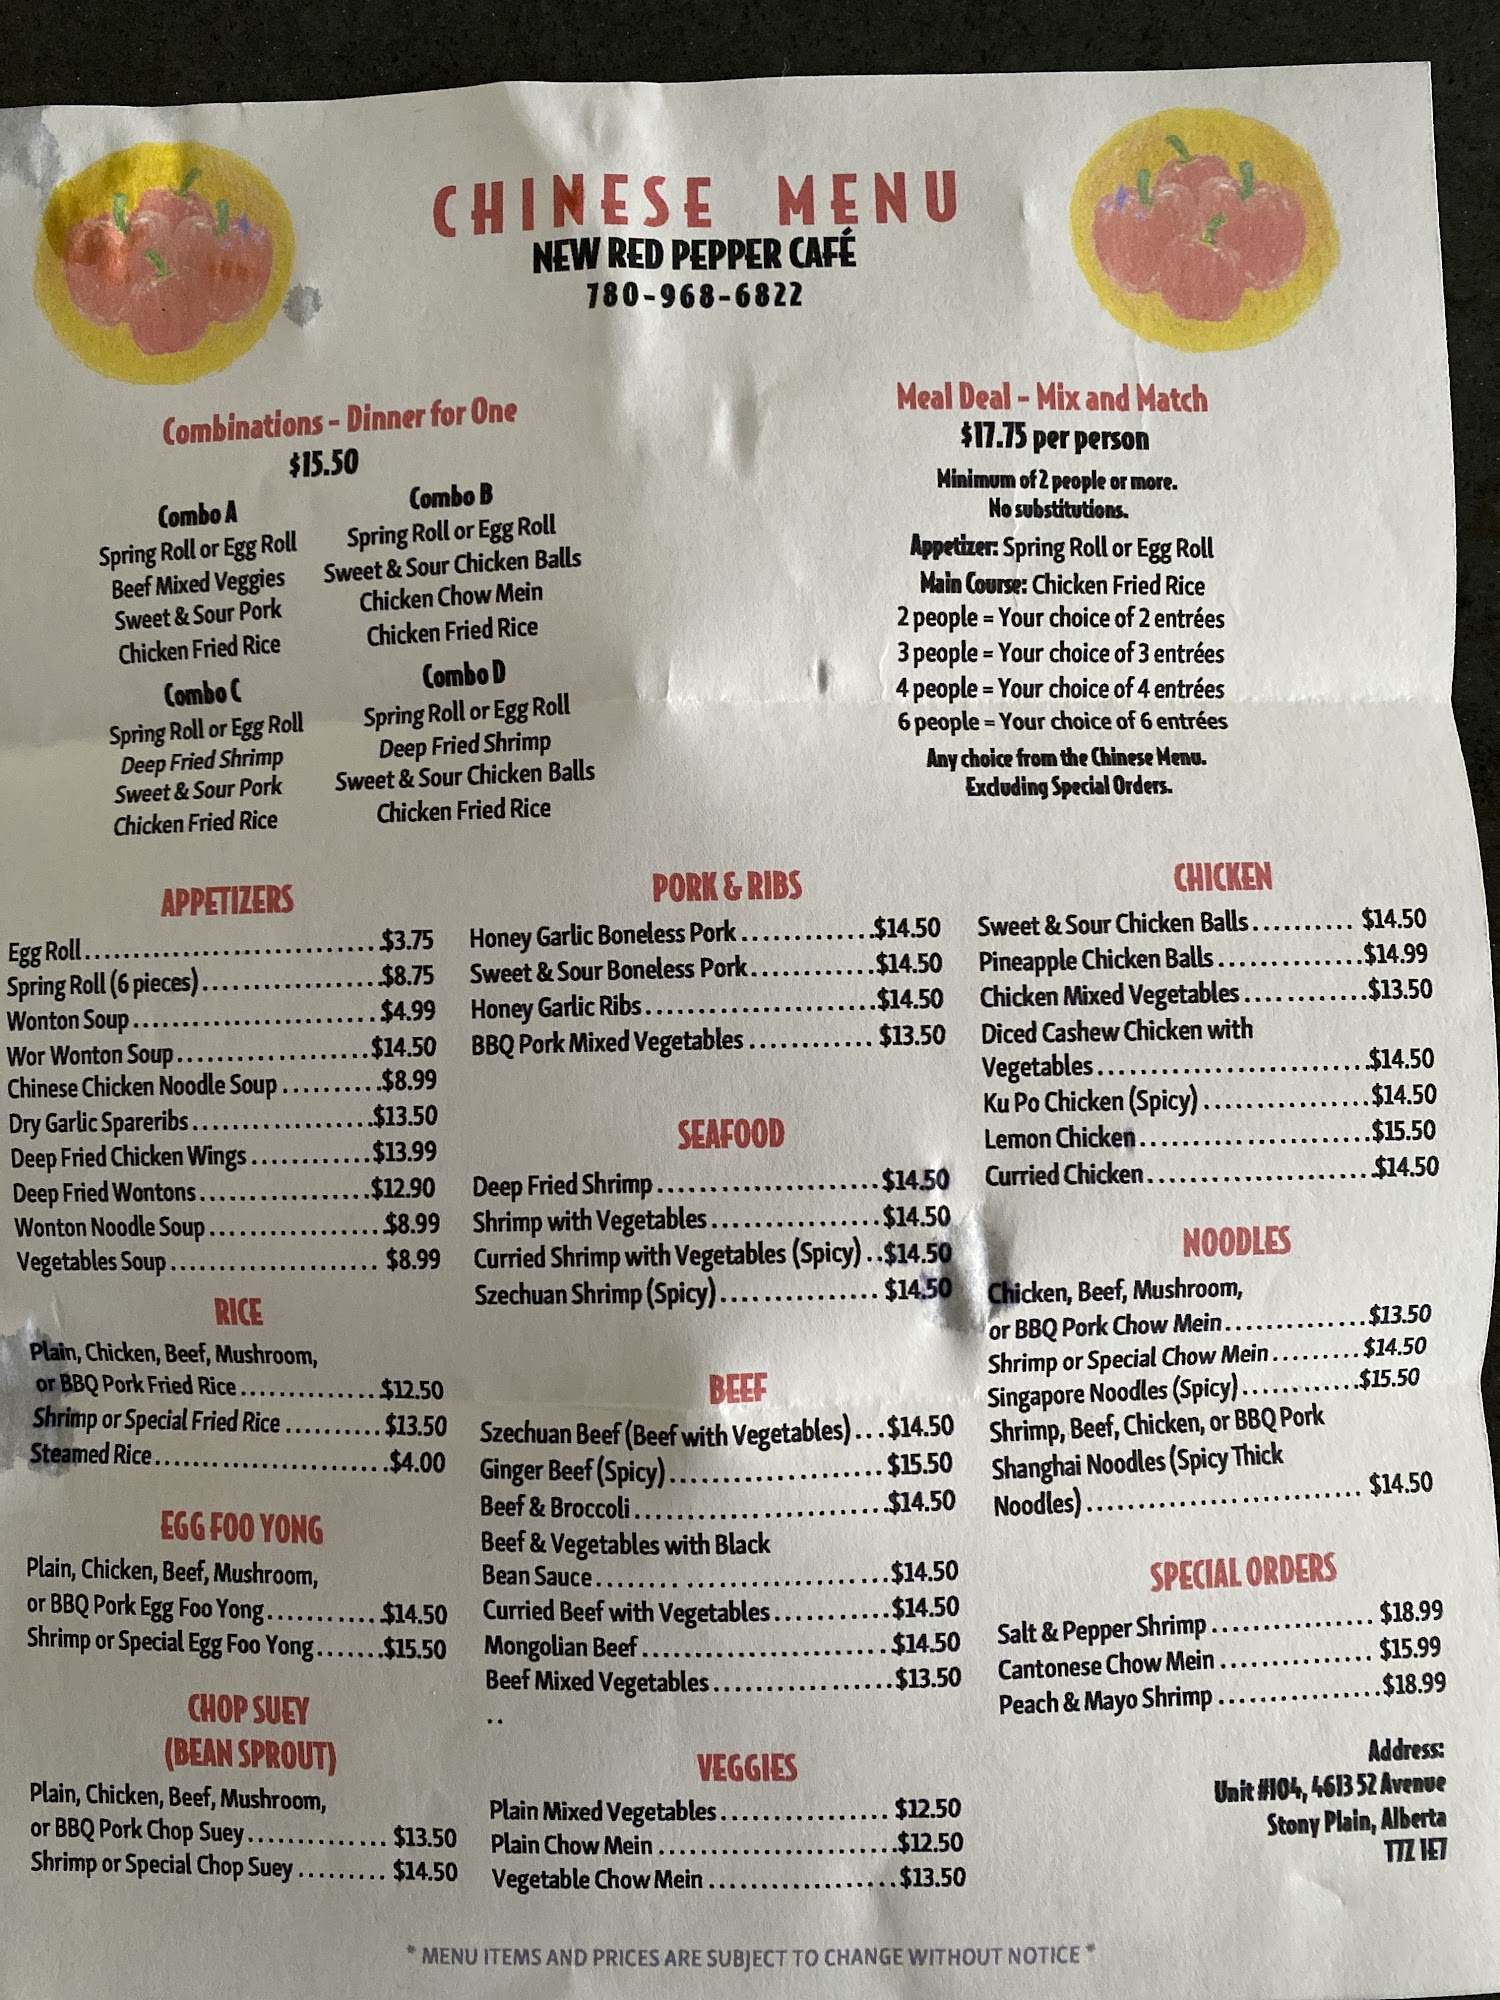 CHINESE MENU
NEW RED PEPPER CAFÉ
780-968-6822
Combinations - Dinner for One
$15.50
Combo A
Spring Roll or Egg Roll
Beef Mixed Veggies
Sweet & Sour Pork
Chicken Fried Rice
Combo B
Spring Roll or Egg Roll
Sweet & Sour Chicken Balls
Chicken Chow Mein
Chicken Fried Rice
Combo C
Spring Roll or Egg Roll
Deep Fried Shrimp
Sweet & Sour Pork
Chicken Fried Rice
Combo D
Spring Roll or Egg Roll
Deep Fried Shrimp
Sweet & Sour Chicken Balls
Chicken Fried Rice
Meal Deal - Mix and Match
$17.75 per person
Minimum of 2 people or more.
No substitutions.
Appetizer: Spring Roll or Egg Roll
Main Course: Chicken Fried Rice
2 people = Your choice of 2 entrées
3 people = Your choice of 3 entrées
4 people = Your choice of 4 entrées
6 people = Your choice of 6 entrées
Any choice from the Chinese Menu.
Excluding Special Orders.
APPETIZERS
Egg Roll..............................$3.75
Spring Roll (6 pieces)..................$8.75
Wonton Soup........................$4.99
Wor Wonton Soup...................$14.50
Chinese Chicken Noodle Soup..........$8.99
Dry Garlic Spareribs..................$13.50
Deep Fried Chicken Wings............$13.99
Deep Fried Wontons.................$12.90
Wonton Noodle Soup.................$8.99
Vegetables Soup..................... $8.99
RICE
Plain, Chicken, Beef, Mushroom,
or BBQ Pork Fried Rice..............$12.50
Shrimp or Special Fried Rice..........$13.50
Steamed Rice........................$4.00
EGG FOO YONG
Plain, Chicken, Beef, Mushroom,
or BBQ Pork Egg Foo Yong............$14.50
Shrimp or Special Egg Foo Yong.......$15.50
CHOP SUEY
(BEAN SPROUT)
Plain, Chicken, Beef, Mushroom,
or BBQ Pork Chop Suey.............. $13.50
Shrimp or Special Chop Suey......... $14.50
PORK & RIBS
Honey Garlic Boneless Pork.............$14.50
Sweet & Sour Boneless Pork............$14.50
Honey Garlic Ribs.......................$14.50
BBQ Pork Mixed Vegetables............ $13.50
SEAFOOD
Deep Fried Shrimp......................$14.50
Shrimp with Vegetables.................$14.50
Curried Shrimp with Vegetables (Spicy)..$14.50
Szechuan Shrimp (Spicy)............... $14.50
BEEF
Szechuan Beef (Beef with Vegetables)...$14.50
Ginger Beef (Spicy).....................$15.50
Beef & Broccoli.........................$14.50
Beef & Vegetables with Black
Bean Sauce............................$14.50
Curried Beef with Vegetables...........$14.50
Mongolian Beef........................$14.50
Beef Mixed Vegetables..................$13.50
..
VEGGIES
Plain Mixed Vegetables................ $12.50
Plain Chow Mein.......................$12.50
Vegetable Chow Mein..................$13.50
CHICKEN
Sweet & Sour Chicken Balls.......... $14.50
Pineapple Chicken Balls..............$14.99
Chicken Mixed Vegetables............$13.50
Diced Cashew Chicken with
Vegetables...........................$14.50
Ku Po Chicken (Spicy)................$14.50
Lemon Chicken.......................$15.50
Curried Chicken......................$14.50
NOODLES
Chicken, Beef, Mushroom,
or BBQ Pork Chow Mein..............$13.50
Shrimp or Special Chow Mein.........$14.50
Singapore Noodles (Spicy)............$15.50
Shrimp, Beef, Chicken, or BBQ Pork
Shanghai Noodles (Spicy Thick
Noodles)............................ $14.50
SPECIAL ORDERS
Salt & Pepper Shrimp................ $18.99
Cantonese Chow Mein............... $15.99
Peach & Mayo Shrimp................$18.99
Address:
Unit #104, 4613 52 Avenue
Stony Plain, Alberta
T7Z 1E7
* MENU ITEMS AND PRICES ARE SUBJECT TO CHANGE WITHOUT NOTICE *